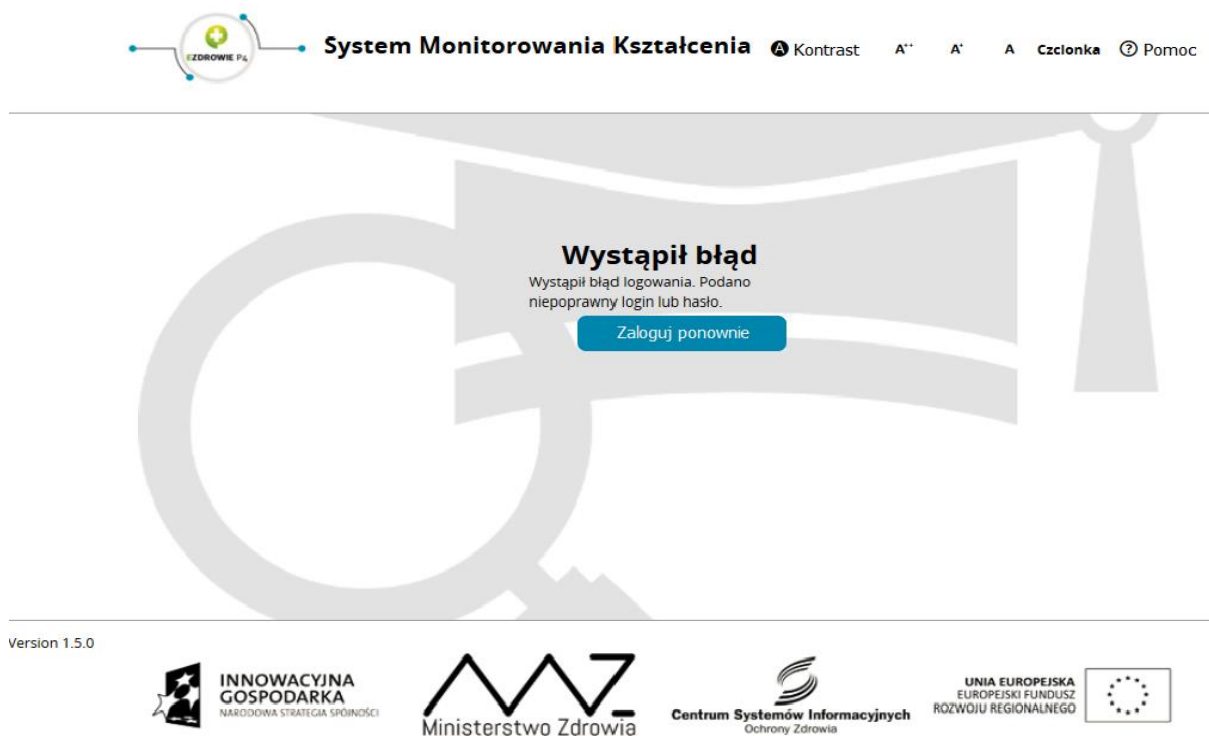 EZDROWIE P4
System Monitorowania Kształcenia
A Kontrast A++ A+ A Czcionka ? Pomoc
Wystąpił błąd
Wystąpił błąd logowania. Podano
niepoprawny login lub hasło.
Zaloguj ponownie
Version 1.5.0
INNOWACYJNA
GOSPODARKA
NARODOWA STRATEGIA SPÓJNOŚCI
MZ
Ministerstwo Zdrowia
Centrum Systemów Informacyjnych
Ochrony Zdrowia
UNIA EUROPEJSKA
EUROPEJSKI FUNDUSZ
ROZWOJU REGIONALNEGO